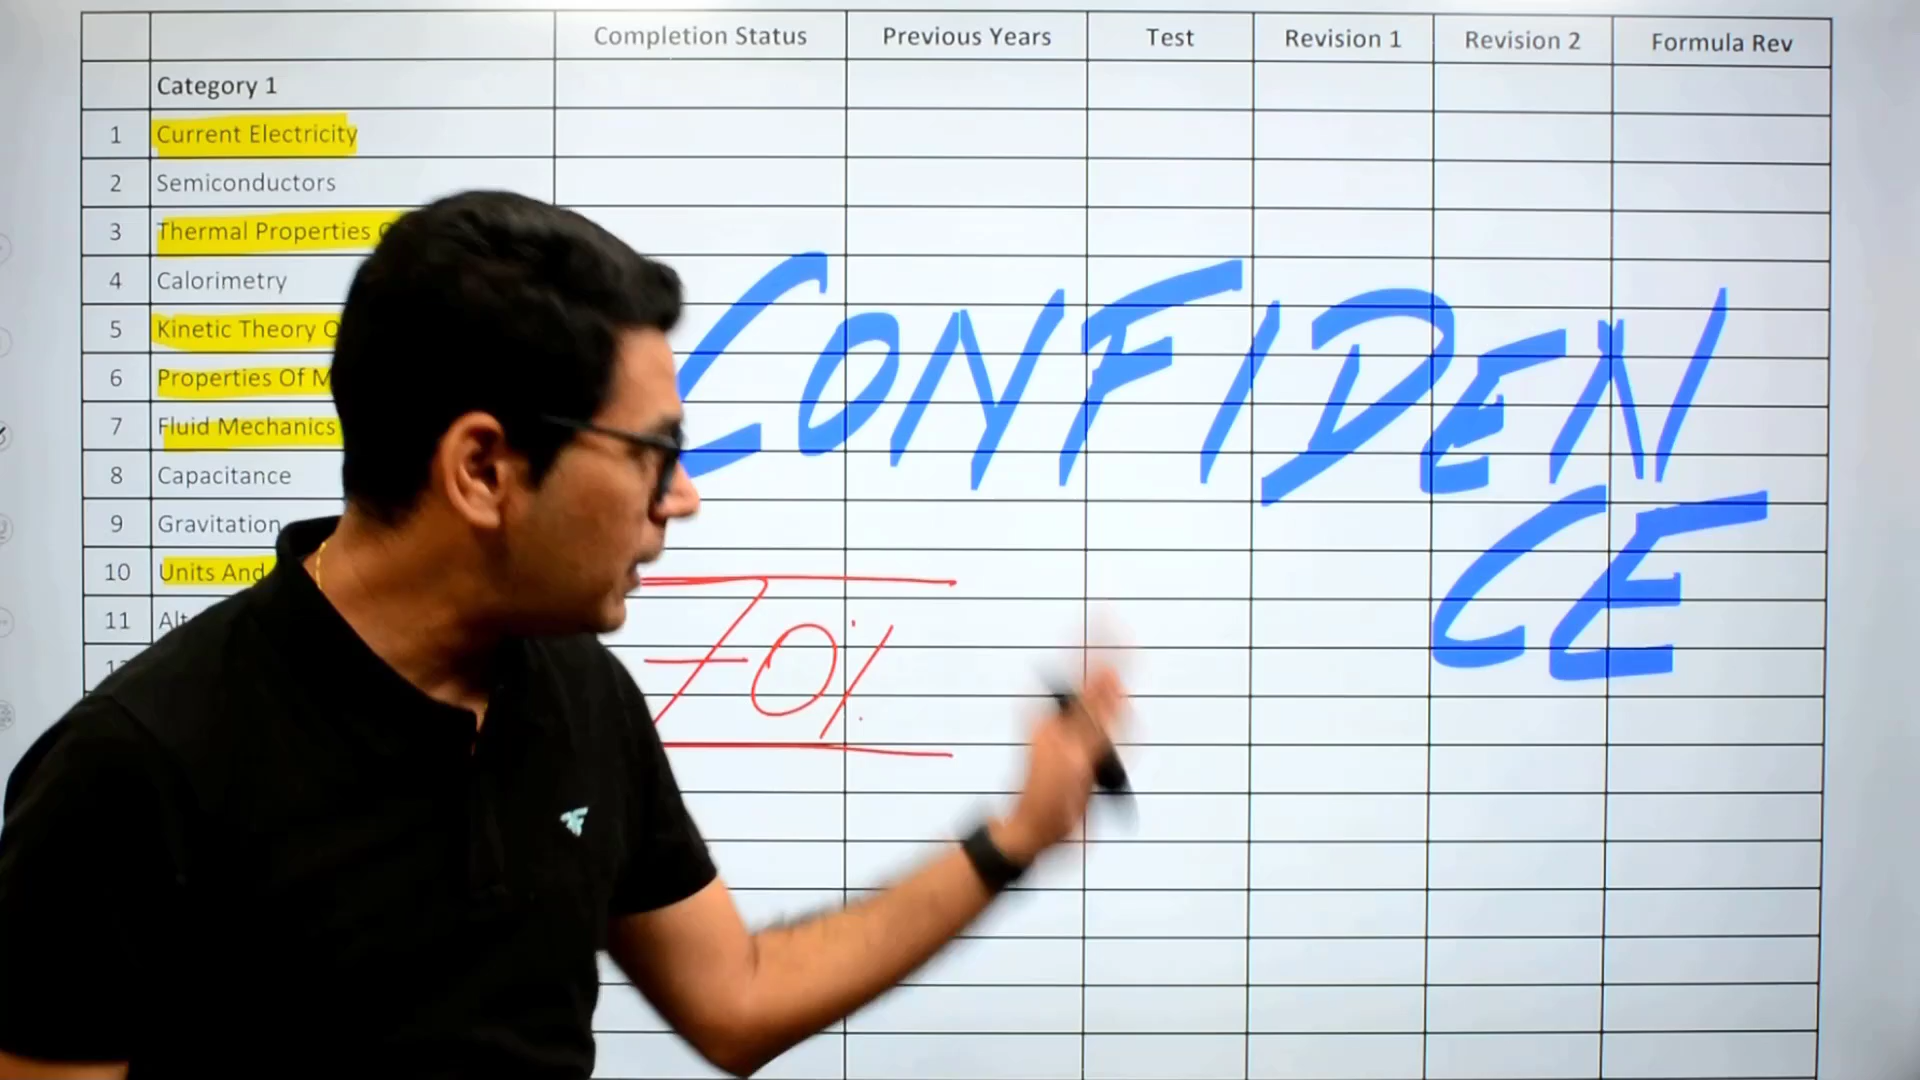 Completion Status Previous Years Test Revision 1 Revision 2 Formula Rev
Category 1
1 Current Electricity
2 Semiconductors
3 Thermal Properties
4 Calorimetry
5 Kinetic Theory
6 Properties Of
7 Fluid Mechanics
8 Capacitance
9 Gravitation
10 Units And
11
CONFIDEN
CE
70%